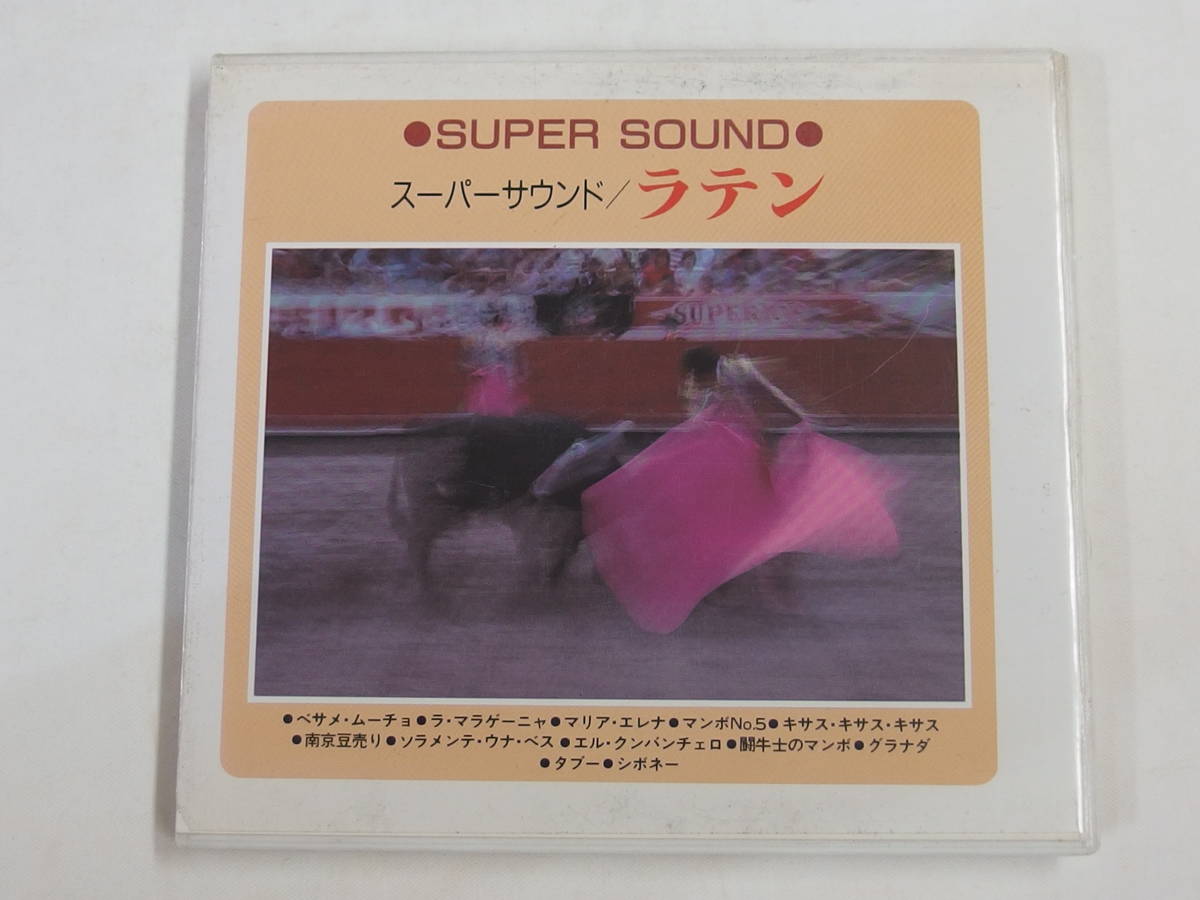 ●SUPER SOUND●
スーパーサウンド/ラテン
SUPER
●ベサメ・ムーチョ●ラ・マラゲーニャ●マリア・エレナ●マンボNo.5●キサス・キサス・キサス
●南京豆売り●ソラメンテ・ウナ・ベス●エル・クンバンチェロ●闘牛士のマンボ●グラナダ
●タブー●シボネー